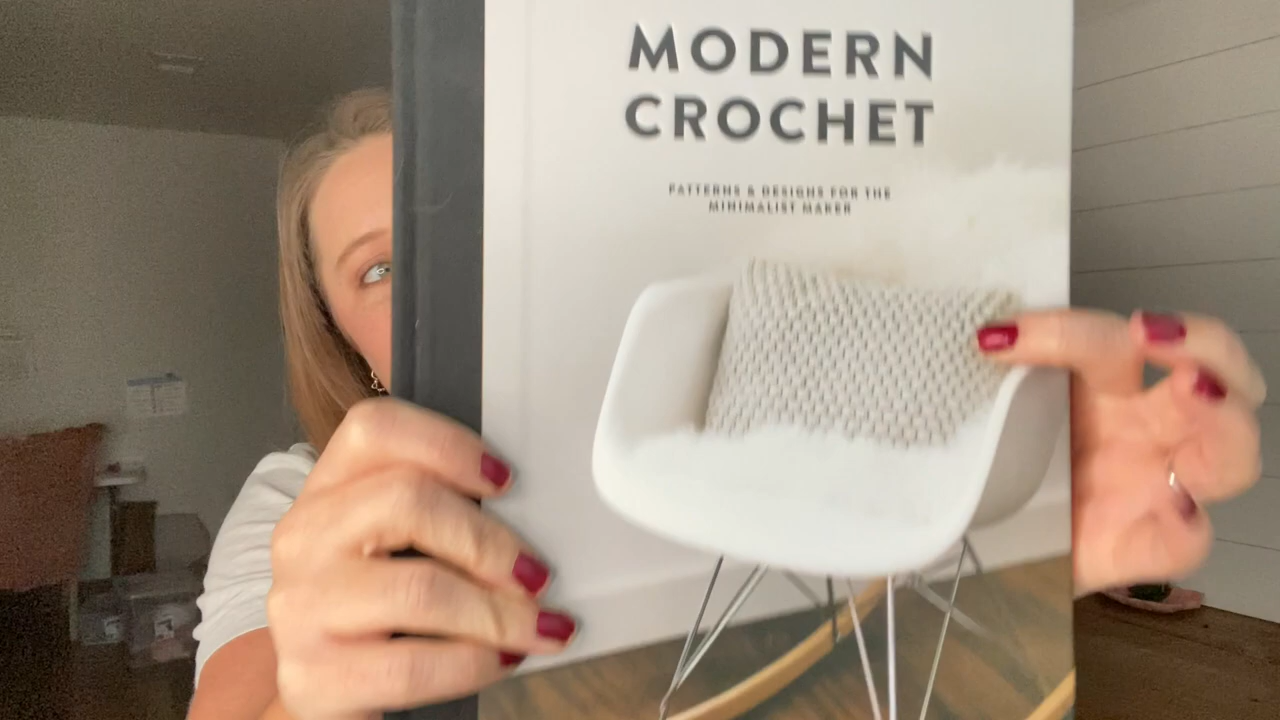 MODERN
CROCHET
PATTERNS & DESIGNS FOR THE
MINIMALIST MAKER